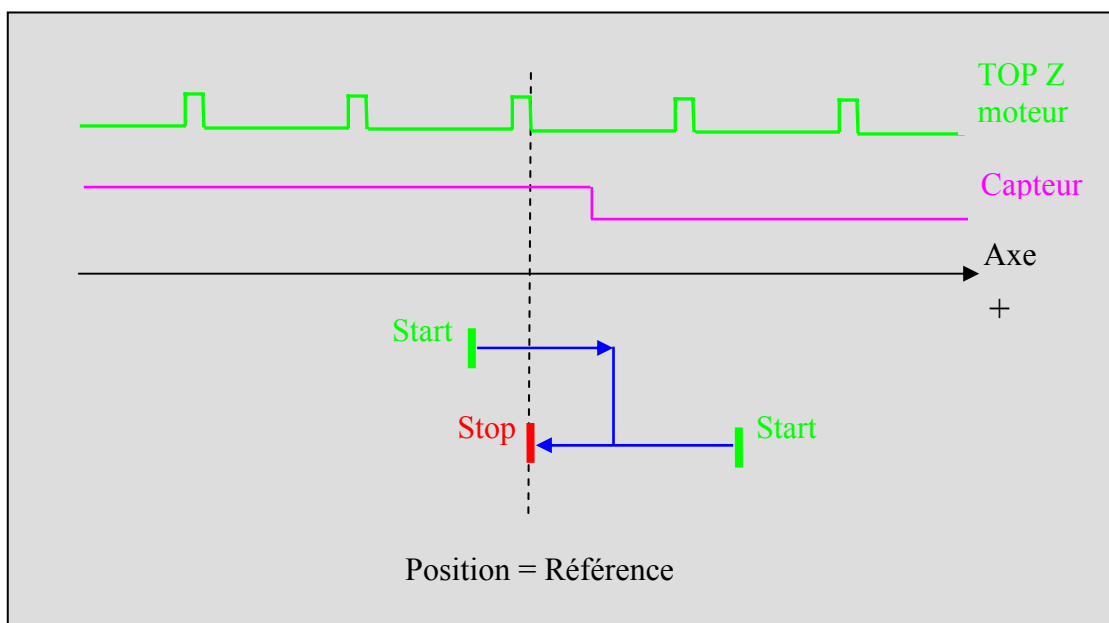 TOP Z
moteur
Capteur
Axe
+
Start
Stop
Start
Position = Référence